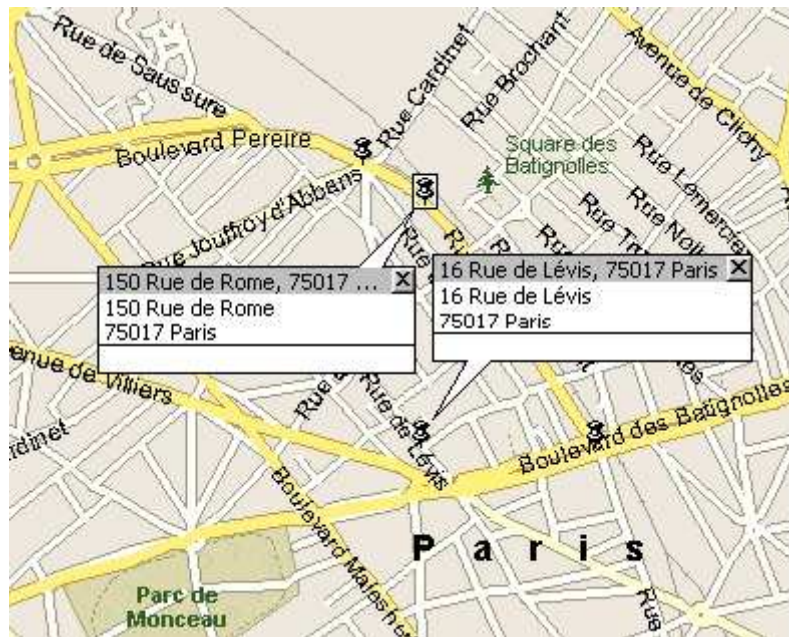 Rue de Saussure
Rue Cardinet
Rue Brochant
Avenue de Clichy
Boulevard Pereire
Square des
Batignolles
Rue Lemercier
Rue Jouffroy d'Abbans
150 Rue de Rome, 75017 ...
150 Rue de Rome
75017 Paris
16 Rue de Lévis, 75017 Paris
16 Rue de Lévis
75017 Paris
enue de Villiers
Rue de Lévis
rdinet
Boulevard des Batignolles
Boulevard Malesher
Paris
Parc de
Monceau
Rue